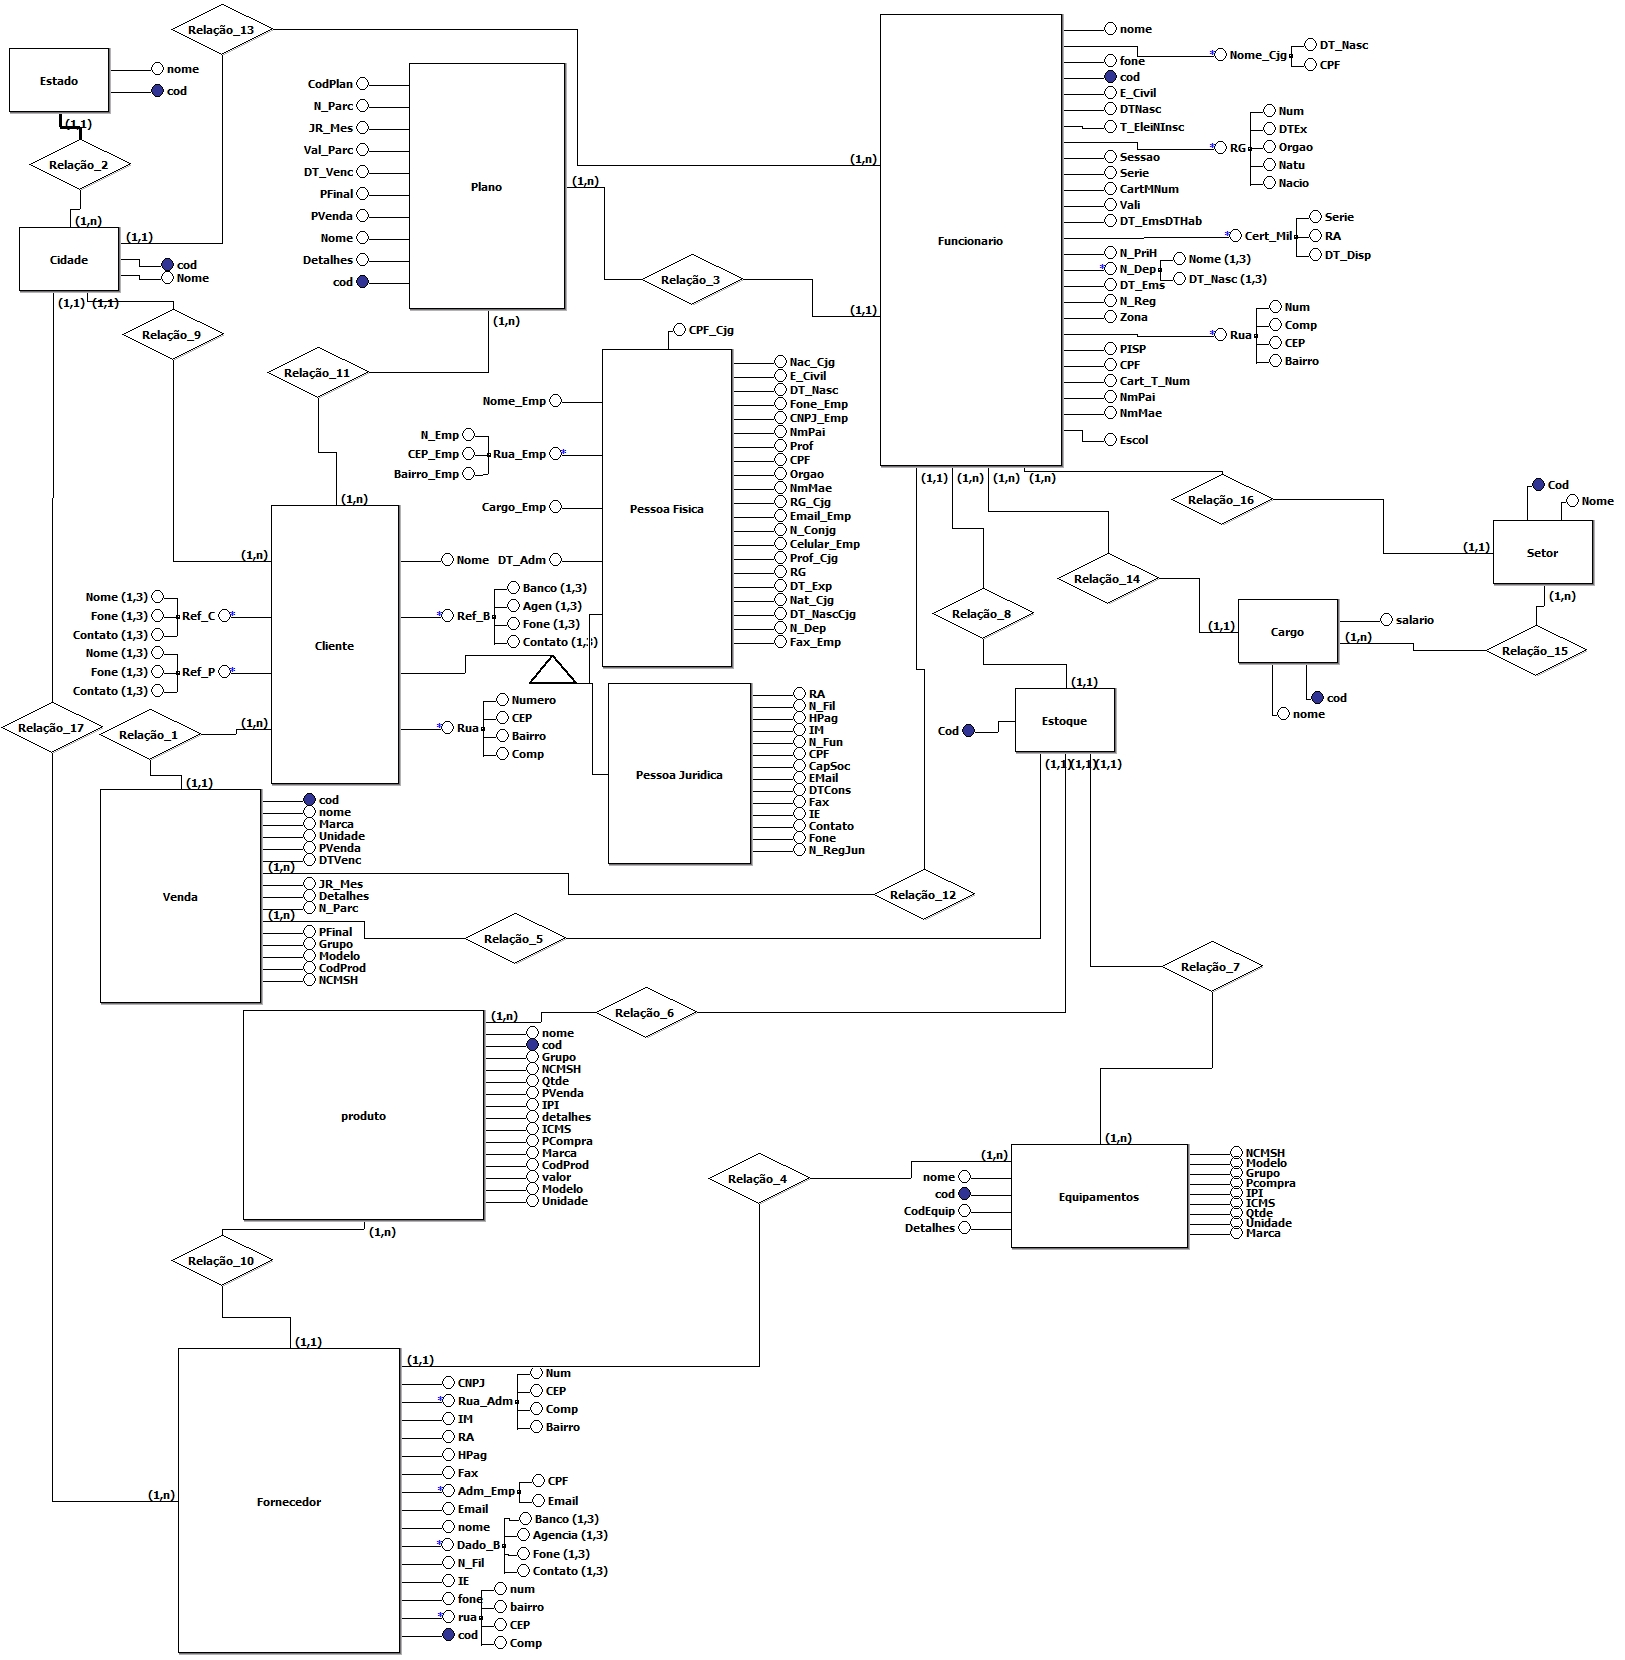 Relação_13
Estado
nome
cod
(1,1)
Relação_2
(1,n)
Cidade
(1,1)
cod
Nome
(1,1)
(1,1)
Relação_9
CodPlan
N_Parc
JR_Mes
Val_Parc
DT_Venc
PFinal
PVenda
Nome
Detalhes
cod
Plano
(1,n)
(1,n)
Relação_3
Relação_11
Funcionario
(1,n)
(1,1)
nome
Nome_Cjg
DT_Nasc
CPF
fone
cod
E_Civil
DTNasc
T_EleiNInsc
RG
Num
DTEx
Orgao
Natu
Nacio
Sessao
Serie
CartMNum
Vali
DT_EmsDTHab
Cert_Mil
Serie
RA
DT_Disp
N_PriH
N_Dep
Nome (1,3)
DT_Nasc (1,3)
DT_Ems
N_Reg
Zona
Rua
Num
Comp
CEP
Bairro
PISP
CPF
Cart_T_Num
NmPai
NmMae
Escol
(1,1)
(1,n)
(1,n)
(1,n)
CPF_Cjg
Nome_Emp
N_Emp
CEP_Emp
Bairro_Emp
Rua_Emp
Cargo_Emp
DT_Adm
Pessoa Fisica
Nac_Cjg
E_Civil
DT_Nasc
Fone_Emp
CNPJ_Emp
NmPai
Prof
CPF
Orgao
NmMae
RG_Cjg
Email_Emp
N_Conjg
Celular_Emp
Prof_Cjg
RG
DT_Exp
Nat_Cjg
DT_NascCjg
N_Dep
Fax_Emp
(1,n)
(1,n)
Cliente
Nome
Nome (1,3)
Fone (1,3)
Contato (1,3)
Ref_C
Nome (1,3)
Fone (1,3)
Contato (1,3)
Ref_P
Ref_B
Banco (1,3)
Agen (1,3)
Fone (1,3)
Contato (1,3)
Rua
Numero
CEP
Bairro
Comp
(1,n)
Relação_17
Relação_1
(1,1)
Pessoa Juridica
RA
N_Fil
HPag
IM
N_Fun
CPF
CapSoc
EMail
DTCons
Fax
IE
Contato
Fone
N_RegJun
Relação_16
Cod
Nome
(1,1)
Setor
(1,n)
Relação_14
Relação_8
(1,1)
Cargo
salario
(1,n)
Relação_15
cod
nome
(1,1)
Estoque
Cod
(1,1)
(1,1)
(1,1)
Venda
cod
nome
Marca
Unidade
PVenda
DTVenc
(1,n)
JR_Mes
Detalhes
N_Parc
(1,n)
PFinal
Grupo
Modelo
CodProd
NCMSH
Relação_12
Relação_5
Relação_7
Relação_6
(1,n)
produto
nome
cod
Grupo
NCMSH
Qtde
PVenda
IPI
detalhes
ICMS
PCompra
Marca
CodProd
valor
Modelo
Unidade
(1,n)
Relação_10
Relação_4
(1,n)
(1,n)
nome
cod
CodEquip
Detalhes
Equipamentos
NCMSH
Modelo
Grupo
Pcompra
IPI
ICMS
Qtde
Unidade
Marca
(1,1)
(1,1)
(1,n)
Fornecedor
CNPJ
Rua_Adm
Num
CEP
Comp
Bairro
IM
RA
HPag
Fax
Adm_Emp
CPF
Email
Email
nome
Dado_B
Banco (1,3)
Agencia (1,3)
Fone (1,3)
Contato (1,3)
N_Fil
IE
fone
rua
num
bairro
CEP
Comp
cod